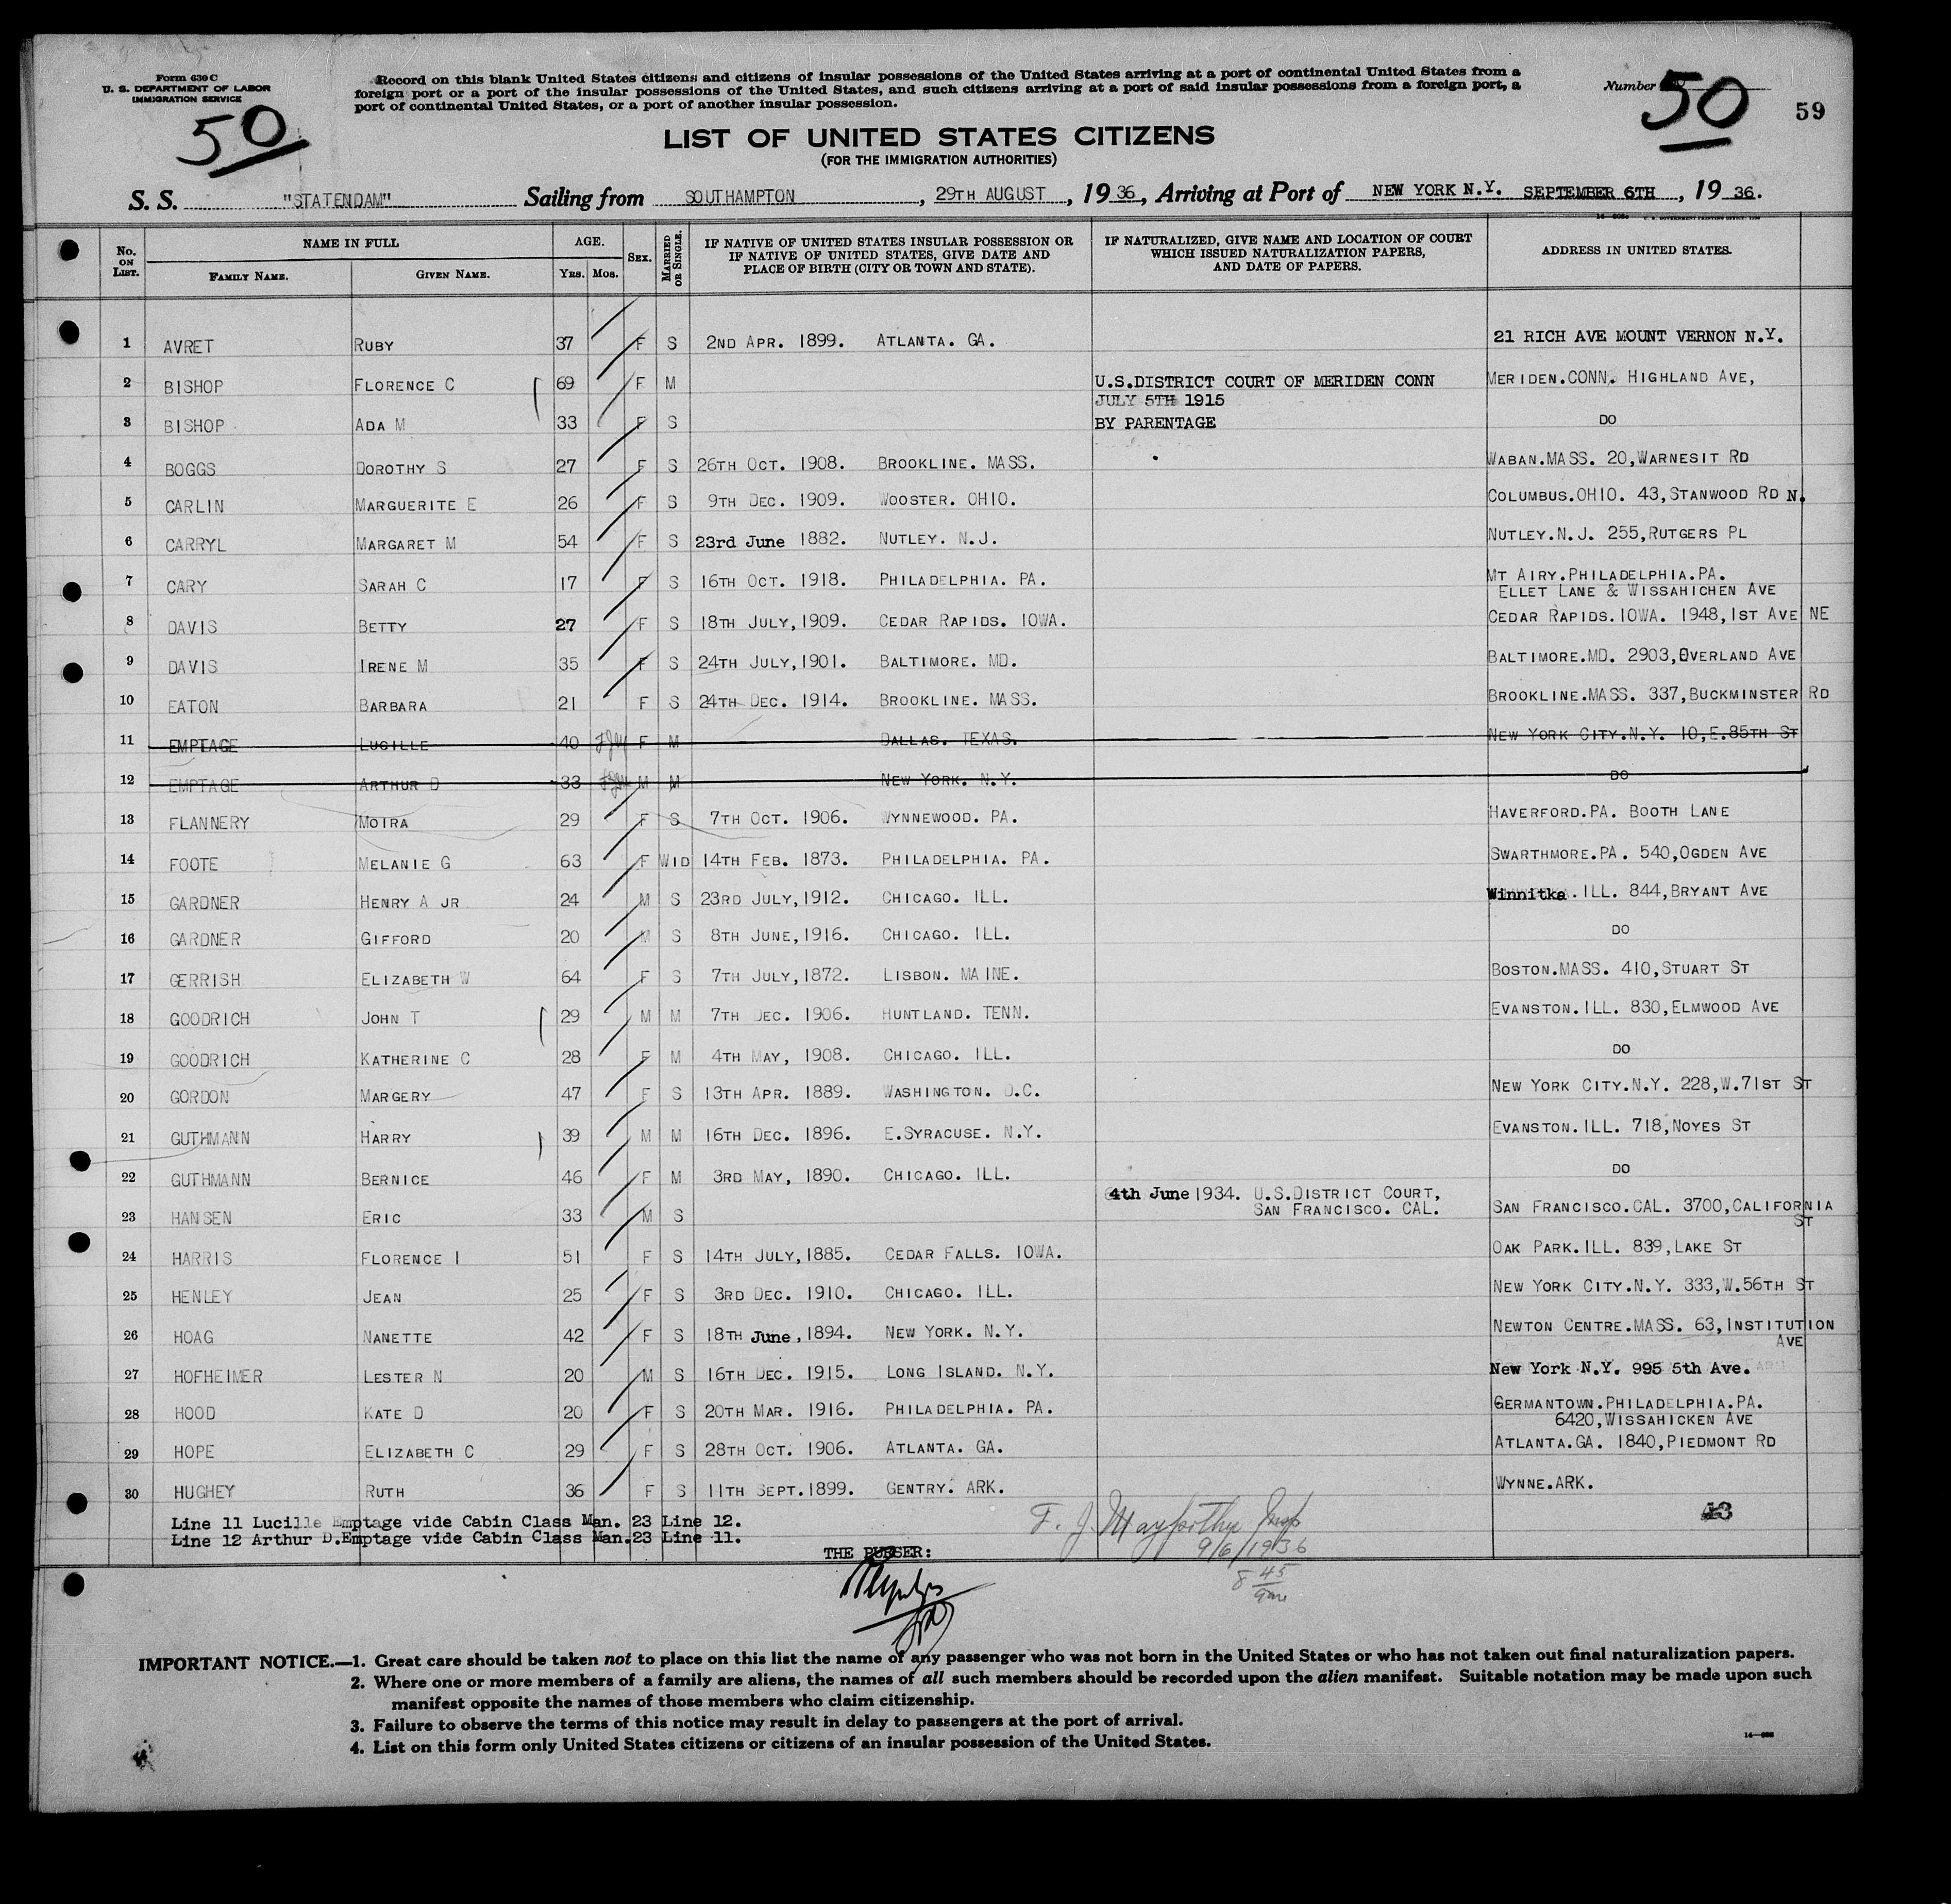 Form 630 C
U. S. DEPARTMENT OF LABOR
IMMIGRATION SERVICE
50
Record on this blank United States citizens and citizens of insular possessions of the United States arriving at a port of continental United States from a
foreign port or a port of the insular possessions of the United States, and such citizens arriving at a port of said insular possessions from a foreign port, a
port of continental United States, or a port of another insular possession.
Number 50
59
LIST OF UNITED STATES CITIZENS
(FOR THE IMMIGRATION AUTHORITIES)
S. S. "STATENDAM" Sailing from SOUTHAMPTON, 29TH AUGUST, 1936, Arriving at Port of NEW YORK N.Y. SEPTEMBER 6TH, 1936.
No. ON LIST. NAME IN FULL FAMILY NAME. GIVEN NAME. AGE. YRS. MOS. SEX. MARRIED OR SINGLE. IF NATIVE OF UNITED STATES INSULAR POSSESSION OR IF NATIVE OF UNITED STATES, GIVE DATE AND PLACE OF BIRTH (CITY OR TOWN AND STATE). IF NATURALIZED, GIVE NAME AND LOCATION OF COURT WHICH ISSUED NATURALIZATION PAPERS, AND DATE OF PAPERS. ADDRESS IN UNITED STATES.
1 AVRET RUBY 37 F S 2ND APR. 1899. ATLANTA. GA. 21 RICH AVE MOUNT VERNON N.Y.
2 BISHOP FLORENCE C 69 F M U.S.DISTRICT COURT OF MERIDEN CONN MERIDEN.CONN. HIGHLAND AVE,
JULY 5TH 1915
3 BISHOP ADA M 33 F S BY PARENTAGE DO
4 BOGGS DOROTHY S 27 F S 26TH OCT. 1908. BROOKLINE. MASS. WABAN.MASS. 20,WARNESIT RD
5 CARLIN MARGUERITE E 26 F S 9TH DEC. 1909. WOOSTER. OHIO. COLUMBUS.OHIO. 43,STANWOOD RD N.
6 CARRYL MARGARET M 54 F S 23rd June 1882. NUTLEY. N.J. NUTLEY.N.J. 255,RUTGERS PL
7 CARY SARAH C 17 F S 16TH OCT. 1918. PHILADELPHIA. PA. MT AIRY.PHILADELPHIA.PA.
ELLET LANE & WISSAHICHEN AVE
8 DAVIS BETTY 27 F S 18TH JULY,1909. CEDAR RAPIDS. IOWA. CEDAR RAPIDS.IOWA. 1948,1ST AVE NE
9 DAVIS IRENE M 35 F S 24TH JULY,1901. BALTIMORE. MD. BALTIMORE.MD. 2903,OVERLAND AVE
10 EATON BARBARA 21 F S 24TH DEC. 1914. BROOKLINE. MASS. BROOKLINE.MASS. 337,BUCKMINSTER RD
11 EMPTAGE LUCILLE 40 F M DALLAS. TEXAS. NEW YORK CITY.N.Y. 10,E.85TH ST
12 EMPTAGE ARTHUR D 33 M M NEW YORK. N.Y. DO
13 FLANNERY MOIRA 29 F S 7TH OCT. 1906. WYNNEWOOD. PA. HAVERFORD.PA. BOOTH LANE
14 FOOTE MELANIE G 63 F WID 14TH FEB. 1873. PHILADELPHIA. PA. SWARTHMORE.PA. 540,OGDEN AVE
15 GARDNER HENRY A JR 24 M S 23RD JULY,1912. CHICAGO. ILL. Winnitka. ILL. 844,BRYANT AVE
16 GARDNER GIFFORD 20 M S 8TH JUNE,1916. CHICAGO. ILL. DO
17 GERRISH ELIZABETH W 64 F S 7TH JULY,1872. LISBON. MAINE. BOSTON.MASS. 410,STUART ST
18 GOODRICH JOHN T 29 M M 7TH DEC. 1906. HUNTLAND. TENN. EVANSTON.ILL. 830,ELMWOOD AVE
19 GOODRICH KATHERINE C 28 F M 4TH MAY, 1908. CHICAGO. ILL. DO
20 GORDON MARGERY 47 F S 13TH APR. 1889. WASHINGTON. D.C. NEW YORK CITY.N.Y. 228,W.71ST ST
21 GUTHMANN HARRY 39 M M 16TH DEC. 1896. E.SYRACUSE. N.Y. EVANSTON.ILL. 718,NOYES ST
22 GUTHMANN BERNICE 46 F M 3RD MAY, 1890. CHICAGO. ILL. DO
23 HANSEN ERIC 33 M S 4th June 1934. U.S.DISTRICT COURT, SAN FRANCISCO. CAL. SAN FRANCISCO.CAL. 3700,CALIFORNIA
ST
24 HARRIS FLORENCE I 51 F S 14TH JULY,1885. CEDAR FALLS. IOWA. OAK PARK.ILL. 839,LAKE ST
25 HENLEY JEAN 25 F S 3RD DEC. 1910. CHICAGO. ILL. NEW YORK CITY.N.Y. 333,W.56TH ST
26 HOAG NANETTE 42 F S 18TH June, 1894. NEW YORK. N.Y. NEWTON CENTRE.MASS. 63,INSTITUTION
AVE
27 HOFHEIMER LESTER N 20 M S 16TH DEC. 1915. LONG ISLAND. N.Y. New York N.Y. 995 5th Ave.
28 HOOD KATE D 20 F S 20TH MAR. 1916. PHILADELPHIA. PA. GERMANTOWN.PHILADELPHIA.PA.
6420,WISSAHICKEN AVE
29 HOPE ELIZABETH C 29 F S 28TH OCT. 1906. ATLANTA. GA. ATLANTA.GA. 1840,PIEDMONT RD
30 HUGHEY RUTH 36 F S 11TH SEPT.1899. GENTRY. ARK. WYNNE.ARK.
Line 11 Lucille Emptage vide Cabin Class Man. 23 Line 12.
Line 12 Arthur D.Emptage vide Cabin Class Man.23 Line 11.
THE PURSER:
F. J.
9/6/1936
8 45
IMPORTANT NOTICE.—1. Great care should be taken not to place on this list the name of any passenger who was not born in the United States or who has not taken out final naturalization papers.
2. Where one or more members of a family are aliens, the names of all such members should be recorded upon the alien manifest. Suitable notation may be made upon such
manifest opposite the names of those members who claim citizenship.
3. Failure to observe the terms of this notice may result in delay to passengers at the port of arrival.
4. List on this form only United States citizens or citizens of an insular possession of the United States.